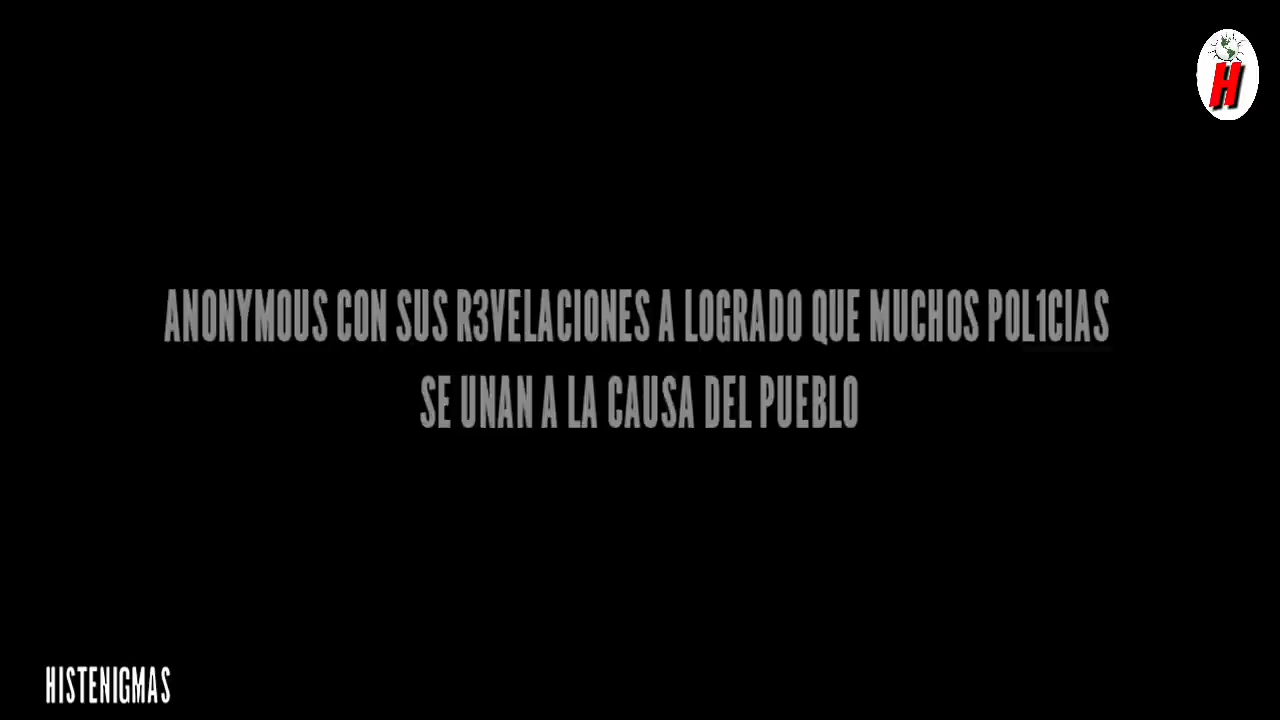 H
ANONYMOUS CON SUS R3VELACIONES A LOGRADO QUE MUCHOS POL1CIAS
SE UNAN A LA CAUSA DEL PUEBLO
HISTENIGMAS